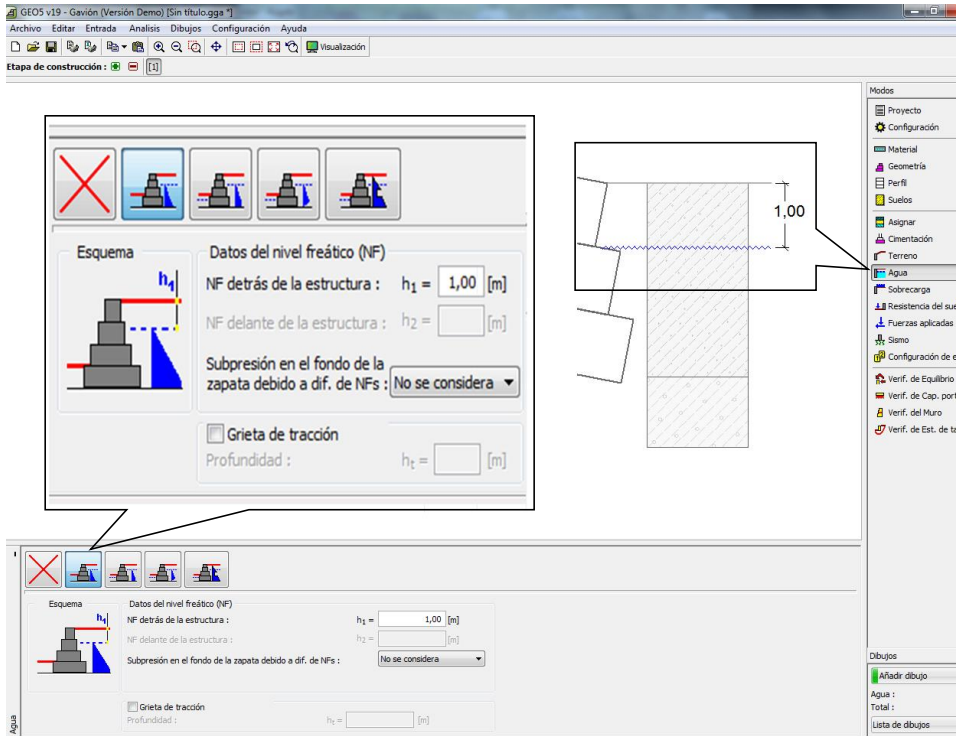 GEO5 v19 - Gavión (Versión Demo) [Sin título.gga *]
Archivo Editar Entrada Analisis Dibujos Configuración Ayuda
Visualización
Etapa de construcción : [1]
Esquema
h1
Datos del nivel freático (NF)
NF detrás de la estructura : h1 = 1,00 [m]
NF delante de la estructura : h2 = [m]
Subpresión en el fondo de la
zapata debido a dif. de NFs : No se considera
Grieta de tracción
Profundidad : ht = [m]
1,00
Modos
Proyecto
Configuración
Material
Geometría
Perfil
Suelos
Asignar
Cimentación
Terreno
Agua
Sobrecarga
Resistencia del sue
Fuerzas aplicadas
Sismo
Configuración de e
Verif. de Equilibrio
Verif. de Cap. port
Verif. del Muro
Verif. de Est. de ta
Esquema
h1
Datos del nivel freático (NF)
NF detrás de la estructura : h1 = 1,00 [m]
NF delante de la estructura : h2 = [m]
Subpresión en el fondo de la zapata debido a dif. de NFs : No se considera
Grieta de tracción
Profundidad : ht = [m]
Agua
Dibujos
Añadir dibujo
Agua :
Total :
Lista de dibujos